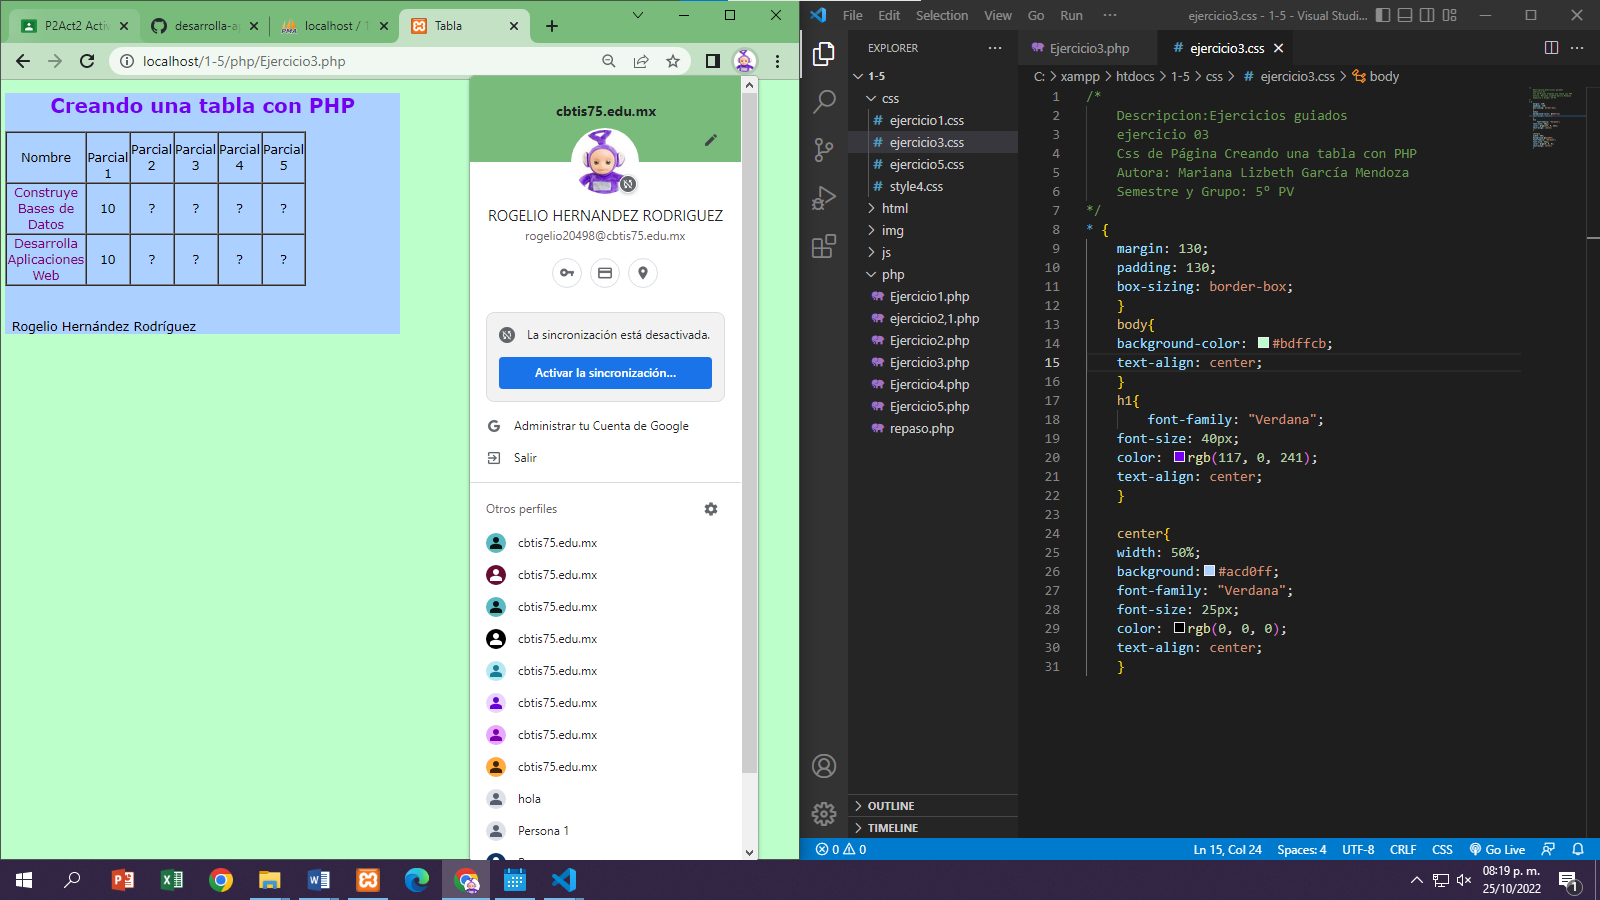 P2Act2 Activ
desarrolla-ap
localhost / 1
Tabla
localhost/1-5/php/Ejercicio3.php
Creando una tabla con PHP
Nombre Parcial 1 Parcial 2 Parcial 3 Parcial 4 Parcial 5
Construye Bases de Datos 10 ? ? ? ?
Desarrolla Aplicaciones Web 10 ? ? ? ?
Rogelio Hernández Rodríguez
cbtis75.edu.mx
ROGELIO HERNANDEZ RODRIGUEZ
rogelio20498@cbtis75.edu.mx
La sincronización está desactivada.
Activar la sincronización...
Administrar tu Cuenta de Google
Salir
Otros perfiles
cbtis75.edu.mx
cbtis75.edu.mx
cbtis75.edu.mx
cbtis75.edu.mx
cbtis75.edu.mx
cbtis75.edu.mx
cbtis75.edu.mx
cbtis75.edu.mx
hola
Persona 1
File Edit Selection View Go Run ··· ejercicio3.css - 1-5 - Visual Studi...
EXPLORER ···
1-5
css
# ejercicio1.css
# ejercicio3.css
# ejercicio5.css
# style4.css
html
img
js
php
Ejercicio1.php
ejercicio2,1.php
Ejercicio2.php
Ejercicio3.php
Ejercicio4.php
Ejercicio5.php
repaso.php
OUTLINE
TIMELINE
Ejercicio3.php
# ejercicio3.css
C: > xampp > htdocs > 1-5 > css > # ejercicio3.css > body
1 /*
2 Descripcion:Ejercicios guiados
3 ejercicio 03
4 Css de Página Creando una tabla con PHP
5 Autora: Mariana Lizbeth García Mendoza
6 Semestre y Grupo: 5° PV
7 */
8 * {
9 margin: 130;
10 padding: 130;
11 box-sizing: border-box;
12 }
13 body{
14 background-color: #bdffcb;
15 text-align: center;
16 }
17 h1{
18 font-family: "Verdana";
19 font-size: 40px;
20 color: rgb(117, 0, 241);
21 text-align: center;
22 }
23
24 center{
25 width: 50%;
26 background: #acd0ff;
27 font-family: "Verdana";
28 font-size: 25px;
29 color: rgb(0, 0, 0);
30 text-align: center;
31 }
0 0 Ln 15, Col 24 Spaces: 4 UTF-8 CRLF CSS Go Live
08:19 p. m.
25/10/2022
1